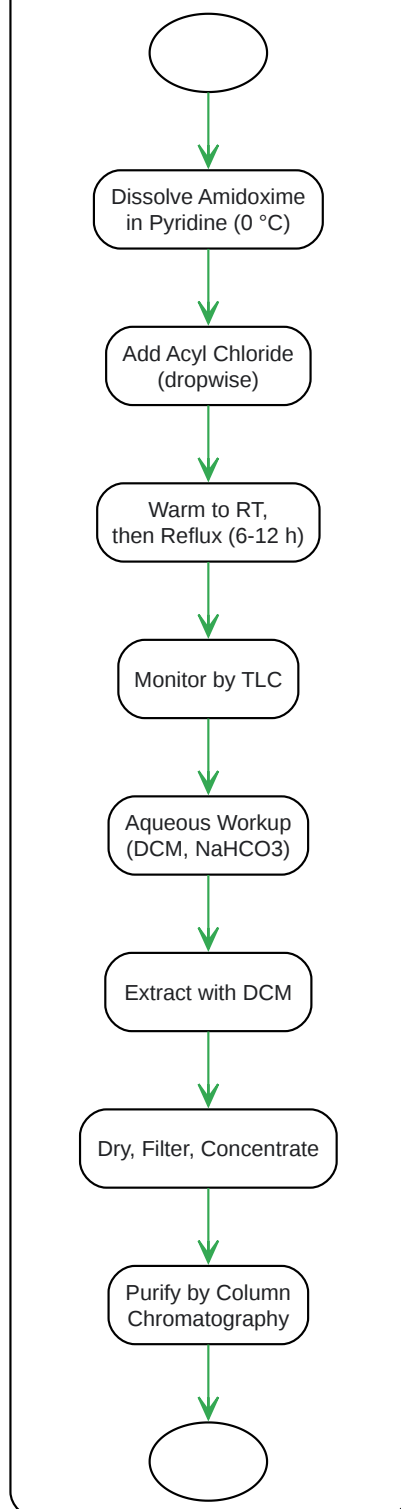 Dissolve Amidoxime
in Pyridine (0 °C)
Add Acyl Chloride
(dropwise)
Warm to RT,
then Reflux (6-12 h)
Monitor by TLC
Aqueous Workup
(DCM, NaHCO3)
Extract with DCM
Dry, Filter, Concentrate
Purify by Column
Chromatography